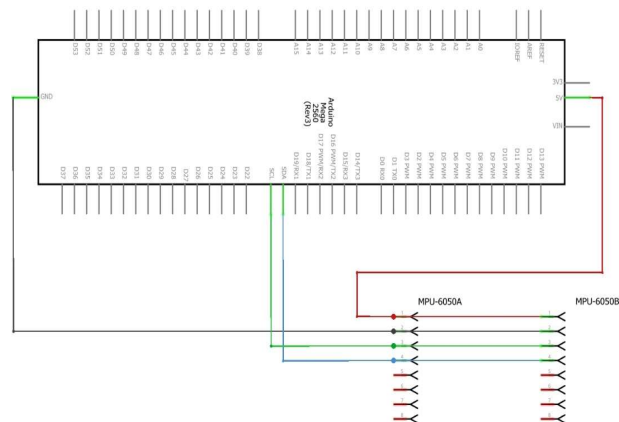 D53
D52
D51
D50
D49
D48
D47
D46
D45
D44
D43
D42
D41
D40
D39
D38
A15
A14
A13
A12
A11
A10
A9
A8
A7
A6
A5
A4
A3
A2
A1
A0
IOREF
AREF
RESET
3V3
5V
VIN
GND
Arduino
Mega
2560
(Rev3)
D37
D36
D35
D34
D33
D32
D31
D30
D29
D28
D27
D26
D25
D24
D23
D22
SCL
SDA
D19/RX1
D18/TX1
D17 PWM/RX2
D16 PWM/TX2
D15/RX3
D14/TX3
D0 RX0
D1 TX0
D3 PWM
D2 PWM
D4 PWM
D5 PWM
D6 PWM
D7 PWM
D8 PWM
D9 PWM
D10 PWM
D11 PWM
D12 PWM
D13 PWM
MPU-6050A
MPU-6050B